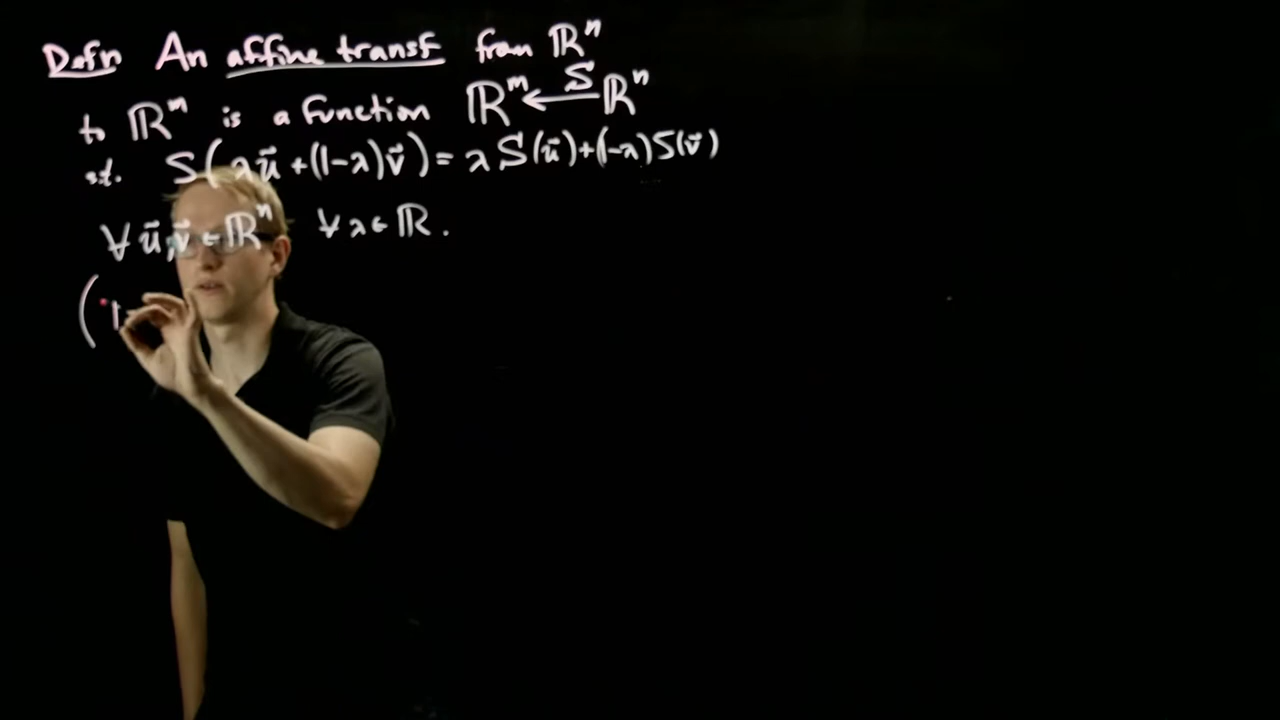 Defn An affine transf from ℝⁿ
to ℝᵐ is a function ℝᵐ ←S— ℝⁿ
s.t. S(λu⃗ + (1-λ)v⃗) = λS(u⃗) + (1-λ)S(v⃗)
∀ u⃗, v⃗ ∈ ℝⁿ ∀ λ ∈ ℝ.
(